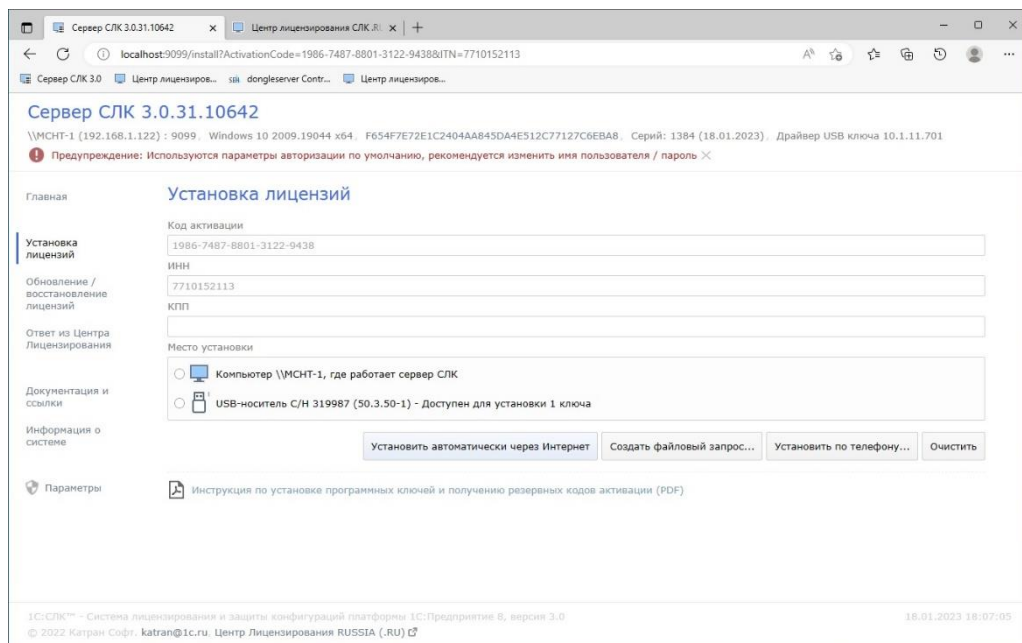 Сервер СЛК 3.0.31.10642
Центр лицензирования СЛК .RU
localhost:9099/install?ActivationCode=1986-7487-8801-3122-9438&ITN=7710152113
Сервер СЛК 3.0
Центр лицензиров...
dongleserver Contr...
Центр лицензиров...
Сервер СЛК 3.0.31.10642
\\MCHT-1 (192.168.1.122) : 9099, Windows 10 2009.19044 x64, F654F7E72E1C2404AA845DA4E512C77127C6EBA8, Серий: 1384 (18.01.2023), Драйвер USB ключа 10.1.11.701
Предупреждение: Используются параметры авторизации по умолчанию, рекомендуется изменить имя пользователя / пароль
Главная
Установка
лицензий
Обновление /
восстановление
лицензий
Ответ из Центра
Лицензирования
Документация и
ссылки
Информация о
системе
Параметры
Установка лицензий
Код активации
1986-7487-8801-3122-9438
ИНН
7710152113
КПП
Место установки
Компьютер \\MCHT-1, где работает сервер СЛК
USB-носитель С/Н 319987 (50.3.50-1) - Доступен для установки 1 ключа
Установить автоматически через Интернет
Создать файловый запрос...
Установить по телефону...
Очистить
Инструкция по установке программных ключей и получению резервных кодов активации (PDF)
1С:СЛК™ - Система лицензирования и защиты конфигураций платформы 1С:Предприятие 8, версия 3.0
18.01.2023 18:07:05
© 2022 Катран Софт, katran@1c.ru, Центр Лицензирования RUSSIA (.RU)